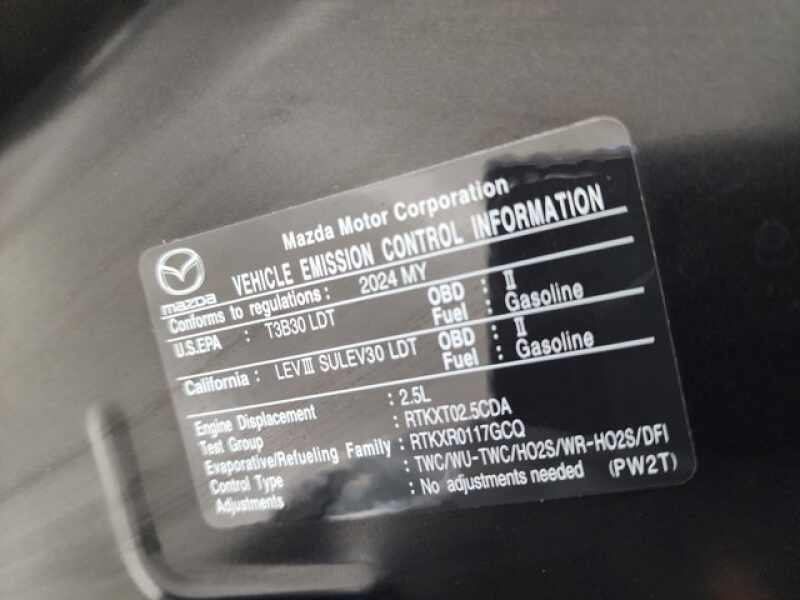 Mazda Motor Corporation
mazda
VEHICLE EMISSION CONTROL INFORMATION
Conforms to regulations : 2024 MY
U.S.EPA : T3B30 LDT OBD : II
Fuel : Gasoline
California : LEVIII SULEV30 LDT OBD : II
Fuel : Gasoline
Engine Displacement : 2.5L
Test Group : RTKXT02.5CDA
Evaporative/Refueling Family : RTKXR0117GCQ
Control Type : TWC/WU-TWC/HO2S/WR-HO2S/DFI
Adjustments : No adjustments needed (PW2T)